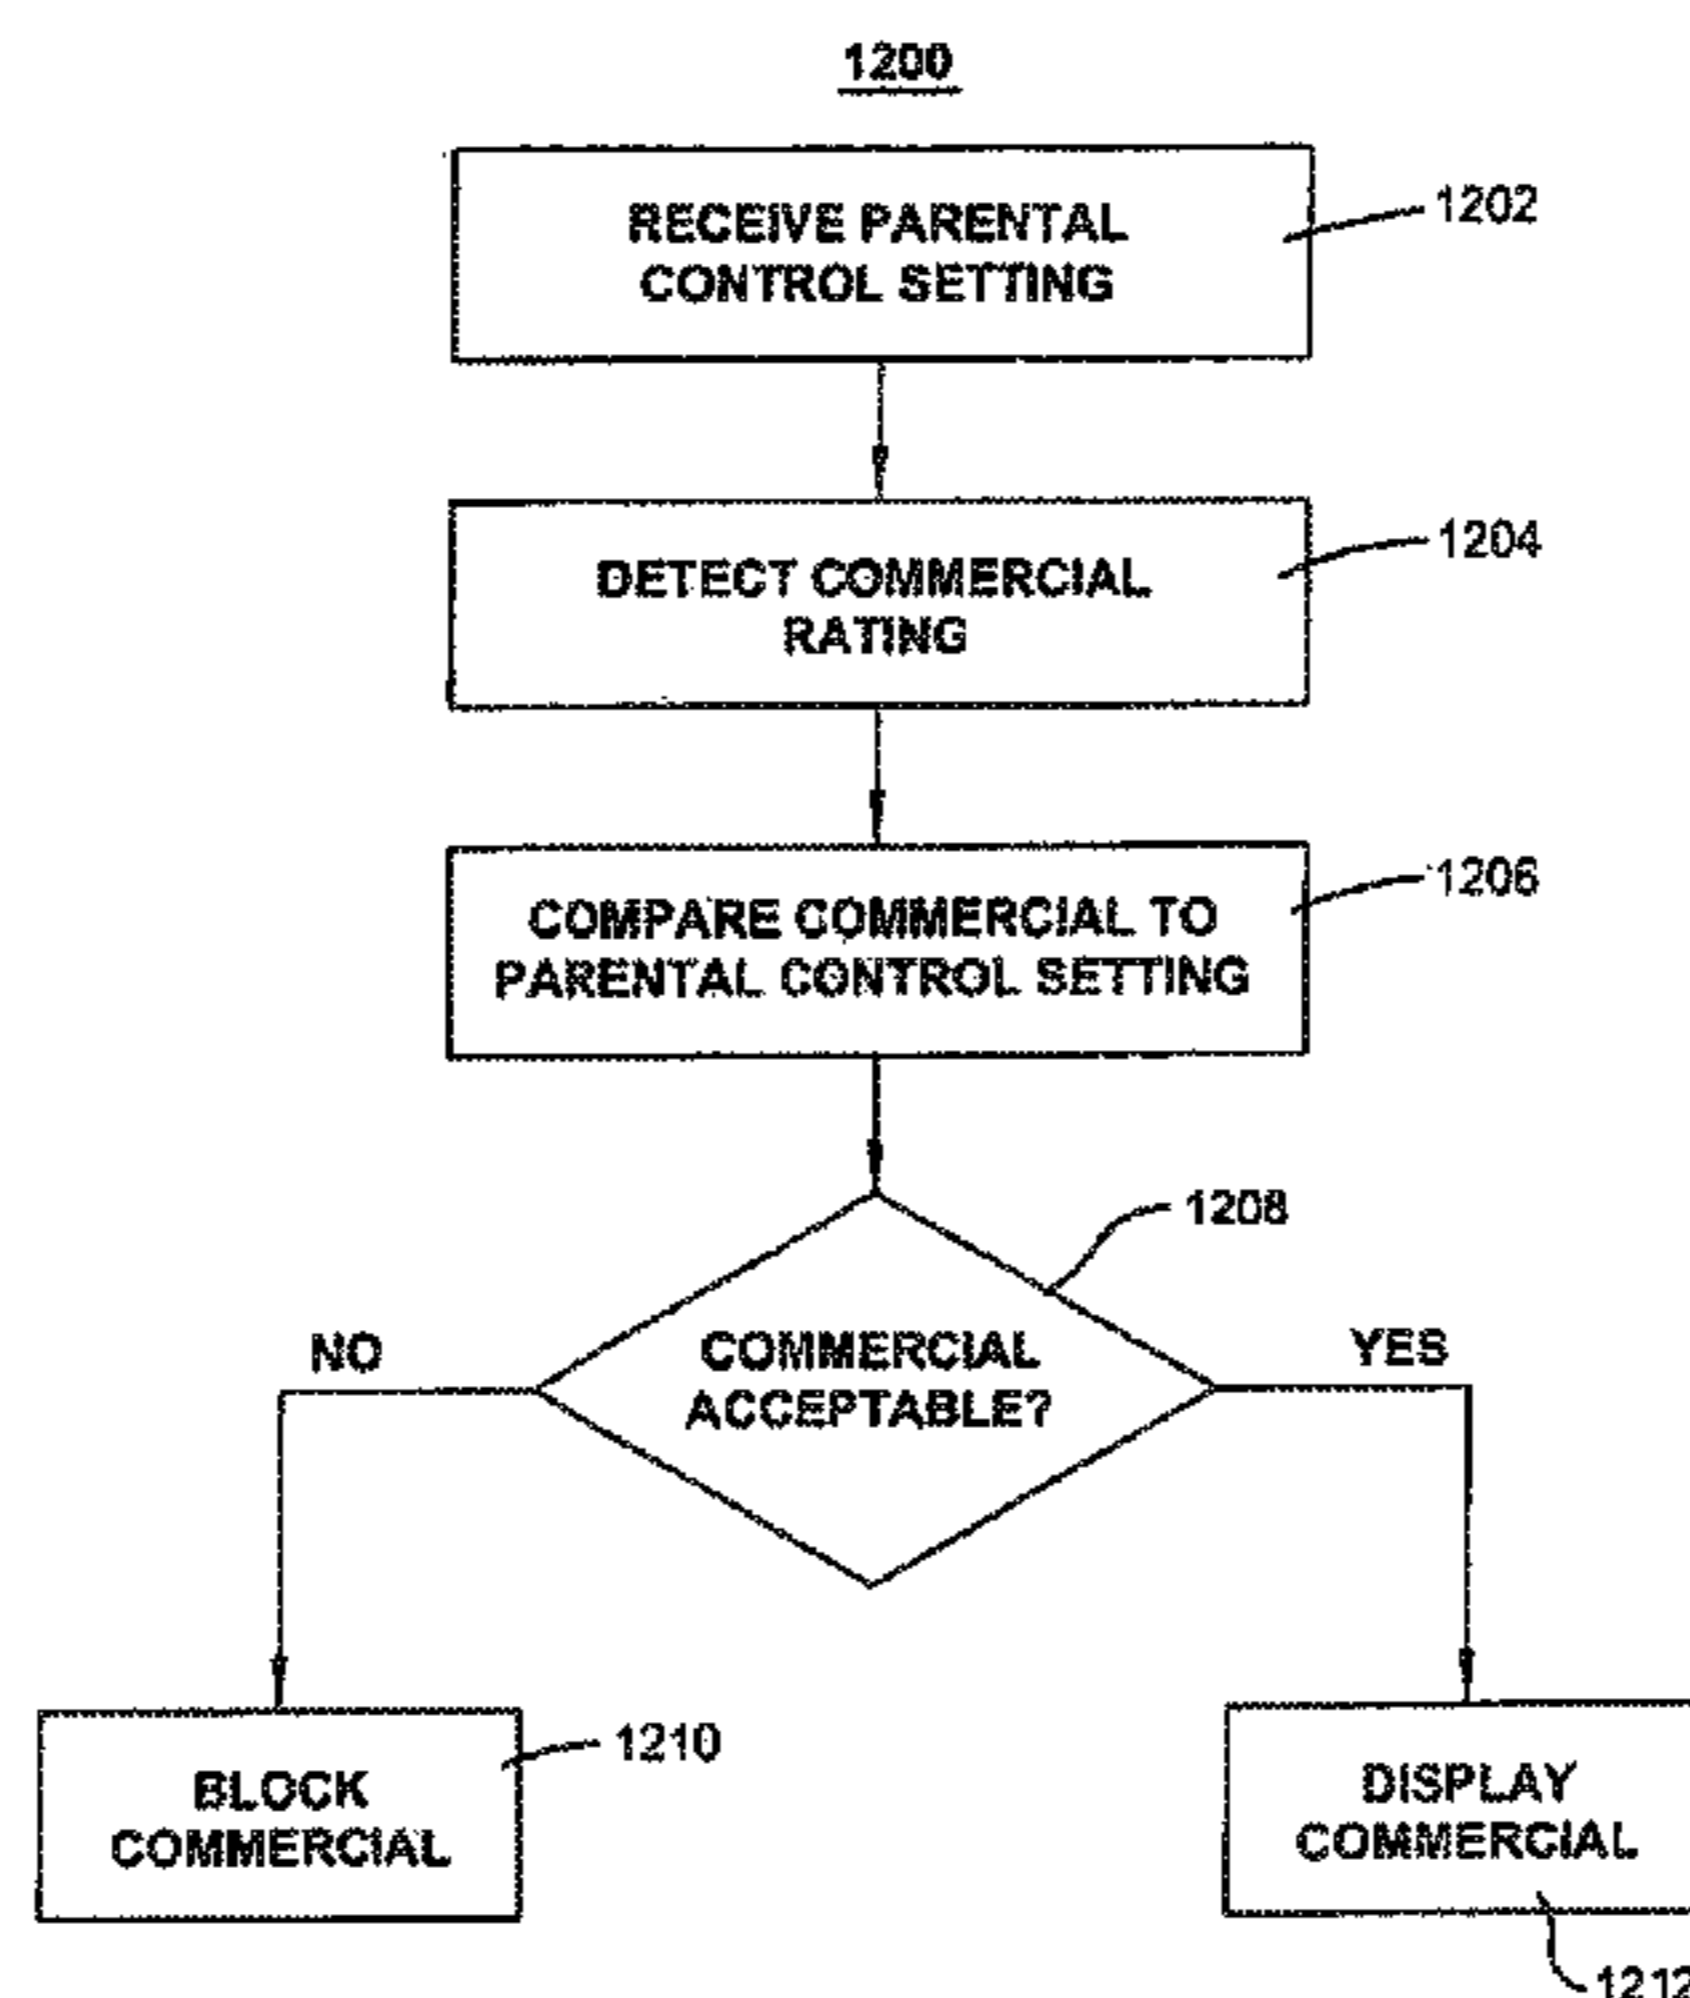 1200
RECEIVE PARENTAL
CONTROL SETTING
1202
DETECT COMMERCIAL
RATING
1204
COMPARE COMMERCIAL TO
PARENTAL CONTROL SETTING
1206
1208
COMMERCIAL
ACCEPTABLE?
NO
YES
BLOCK
COMMERCIAL
1210
DISPLAY
COMMERCIAL
1212